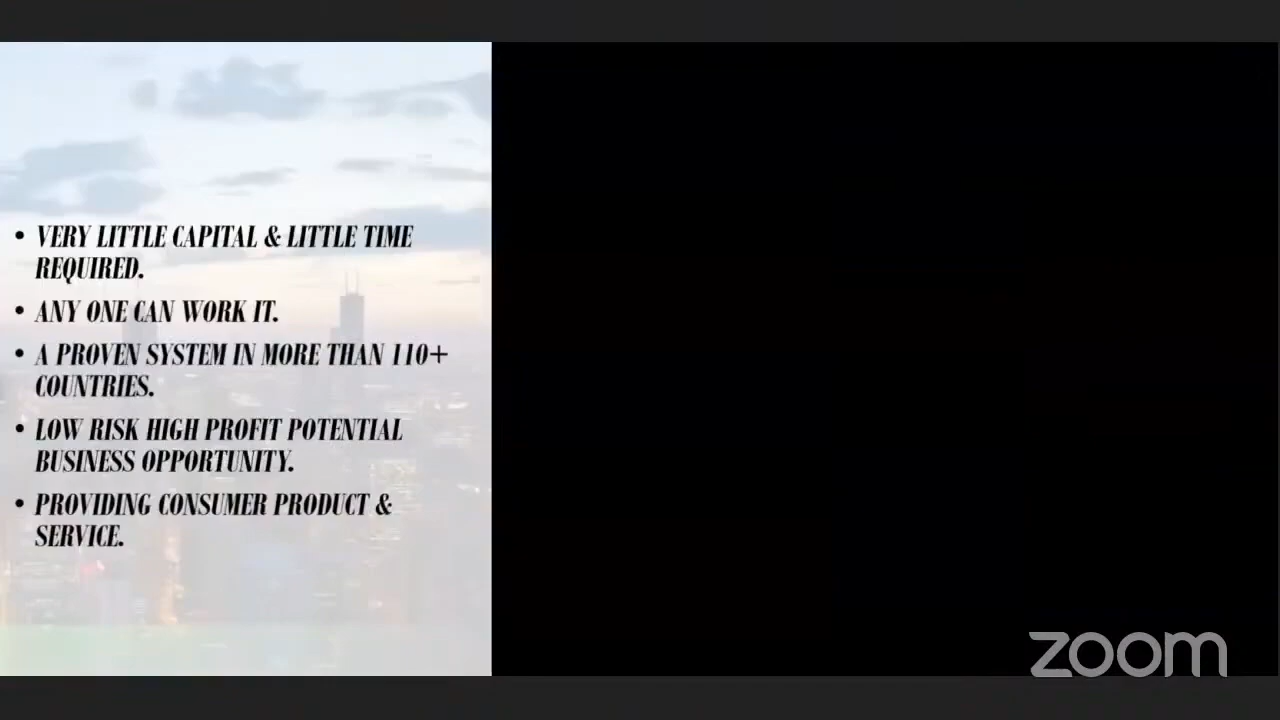 • VERY LITTLE CAPITAL & LITTLE TIME
REQUIRED.
• ANY ONE CAN WORK IT.
• A PROVEN SYSTEM IN MORE THAN 110+
COUNTRIES.
• LOW RISK HIGH PROFIT POTENTIAL
BUSINESS OPPORTUNITY.
• PROVIDING CONSUMER PRODUCT &
SERVICE.
zoom